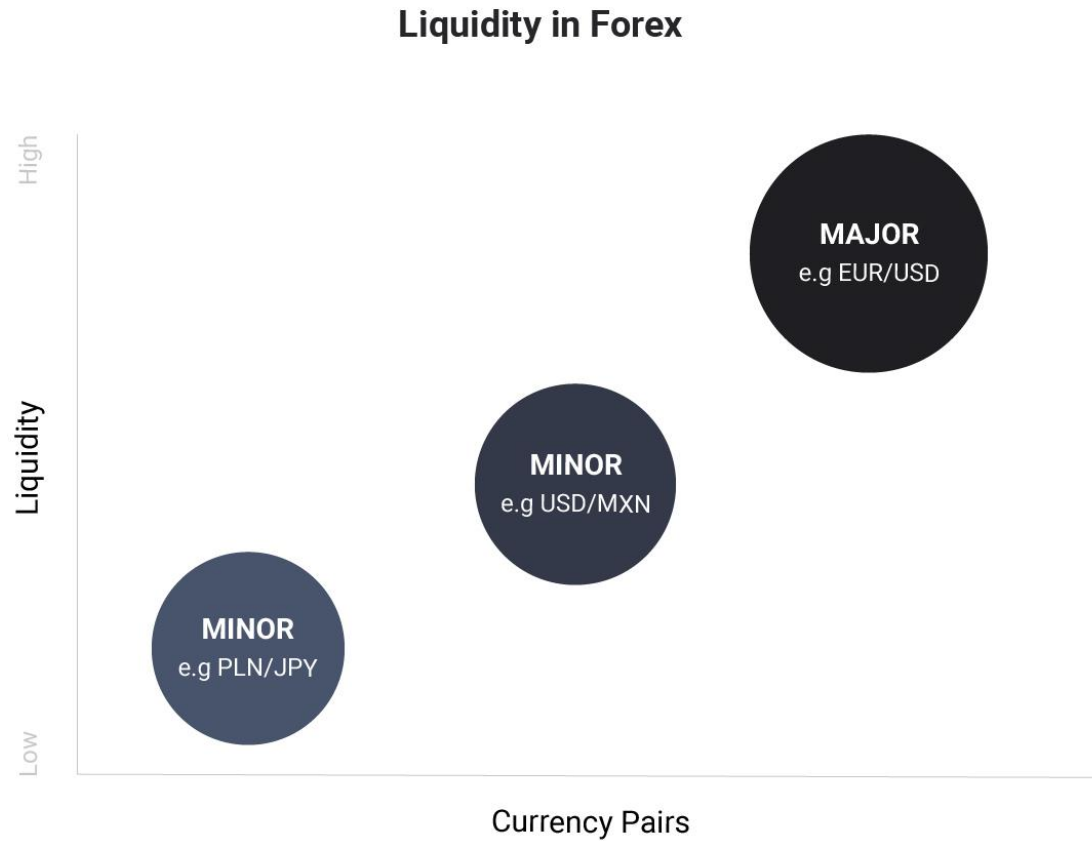 Liquidity in Forex
High
MAJOR
e.g EUR/USD
Liquidity
MINOR
e.g USD/MXN
MINOR
e.g PLN/JPY
Low
Currency Pairs